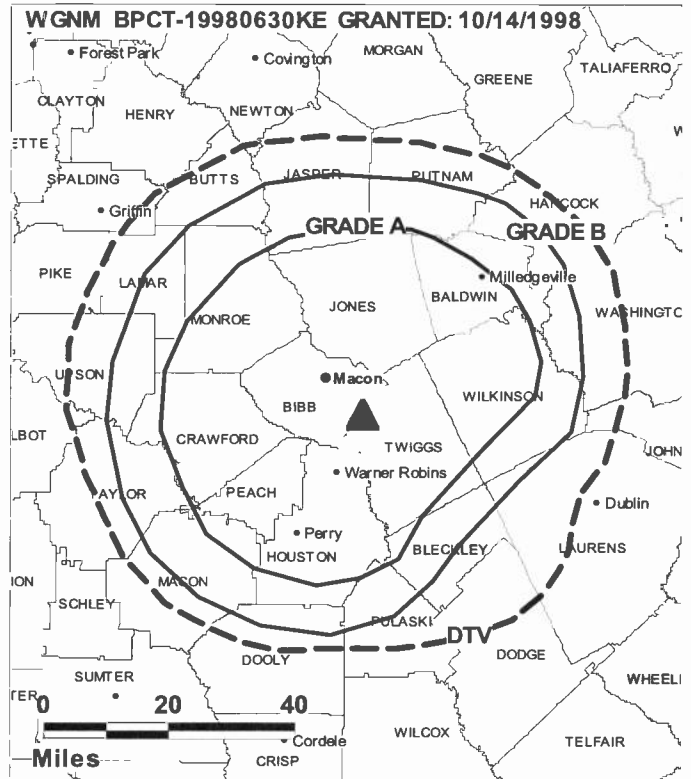 WGNM BPCT-19980630KE GRANTED: 10/14/1998
Forest Park
Covington
MORGAN
GREENE
TALIAFERRO
CLAYTON
HENRY
NEWTON
ETTE
SPALDING
BUTTS
JASPER
PUTNAM
HANCOCK
Griffin
GRADE A
GRADE B
PIKE
LAMAR
Milledgeville
BALDWIN
MONROE
JONES
WASHINGTO
UPSON
Macon
BIBB
WILKINSON
LBOT
CRAWFORD
TWIGGS
JOHN
Warner Robins
TAYLOR
PEACH
Dublin
Perry
HOUSTON
BLECKLEY
LAURENS
ION
MACON
SCHLEY
PULASKI
DTV
DOOLY
DODGE
SUMTER
TER
WHEEL
0 20 40
WILCOX
TELFAIR
Miles
Cordele
CRISP